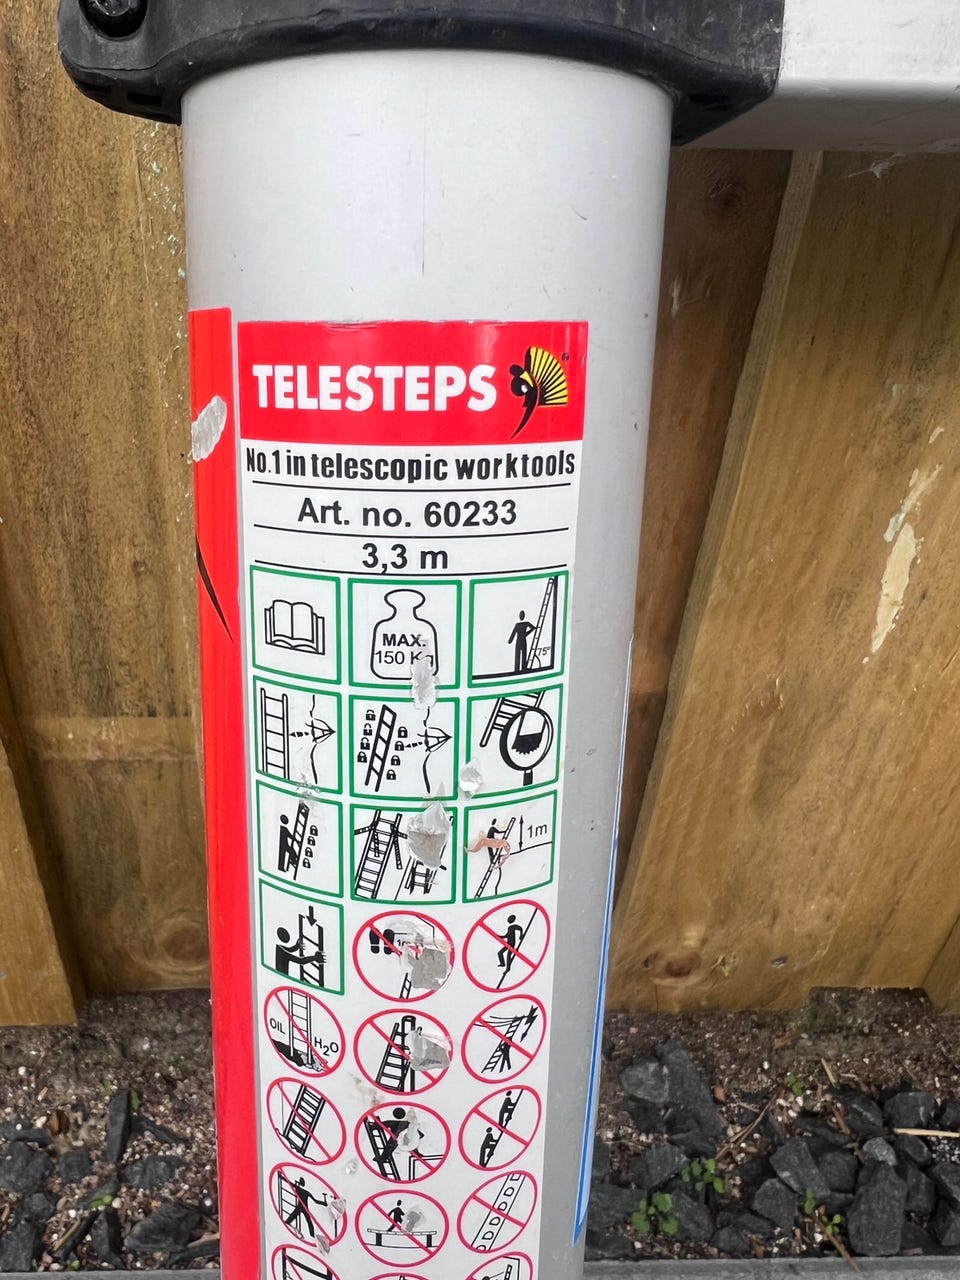 TELESTEPS
No.1 in telescopic worktools
Art. no. 60233
3,3 m
MAX.
150 Kg
75°
1m
OIL
H₂O